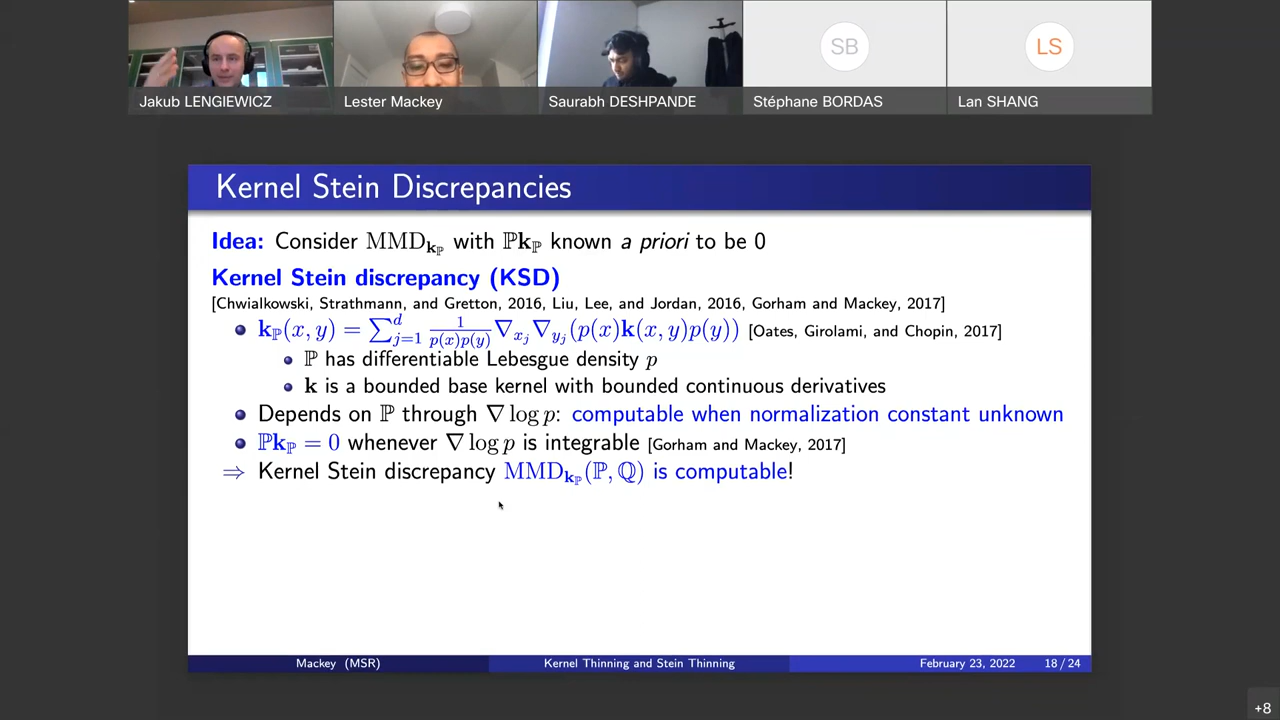 Jakub LENGIEWICZ
Lester Mackey
Saurabh DESHPANDE
SB
Stéphane BORDAS
LS
Lan SHANG
Kernel Stein Discrepancies
Idea: Consider MMD_{k_ℙ} with ℙk_ℙ known a priori to be 0
Kernel Stein discrepancy (KSD)
[Chwialkowski, Strathmann, and Gretton, 2016, Liu, Lee, and Jordan, 2016, Gorham and Mackey, 2017]
k_ℙ(x, y) = ∑_{j=1}^{d} \frac{1}{p(x)p(y)} ∇_{x_j} ∇_{y_j} (p(x)k(x, y)p(y)) [Oates, Girolami, and Chopin, 2017]
ℙ has differentiable Lebesgue density p
k is a bounded base kernel with bounded continuous derivatives
Depends on ℙ through ∇ log p: computable when normalization constant unknown
ℙk_ℙ = 0 whenever ∇ log p is integrable [Gorham and Mackey, 2017]
⇒ Kernel Stein discrepancy MMD_{k_ℙ}(ℙ, ℚ) is computable!
Mackey (MSR)
Kernel Thinning and Stein Thinning
February 23, 2022
18 / 24
+8